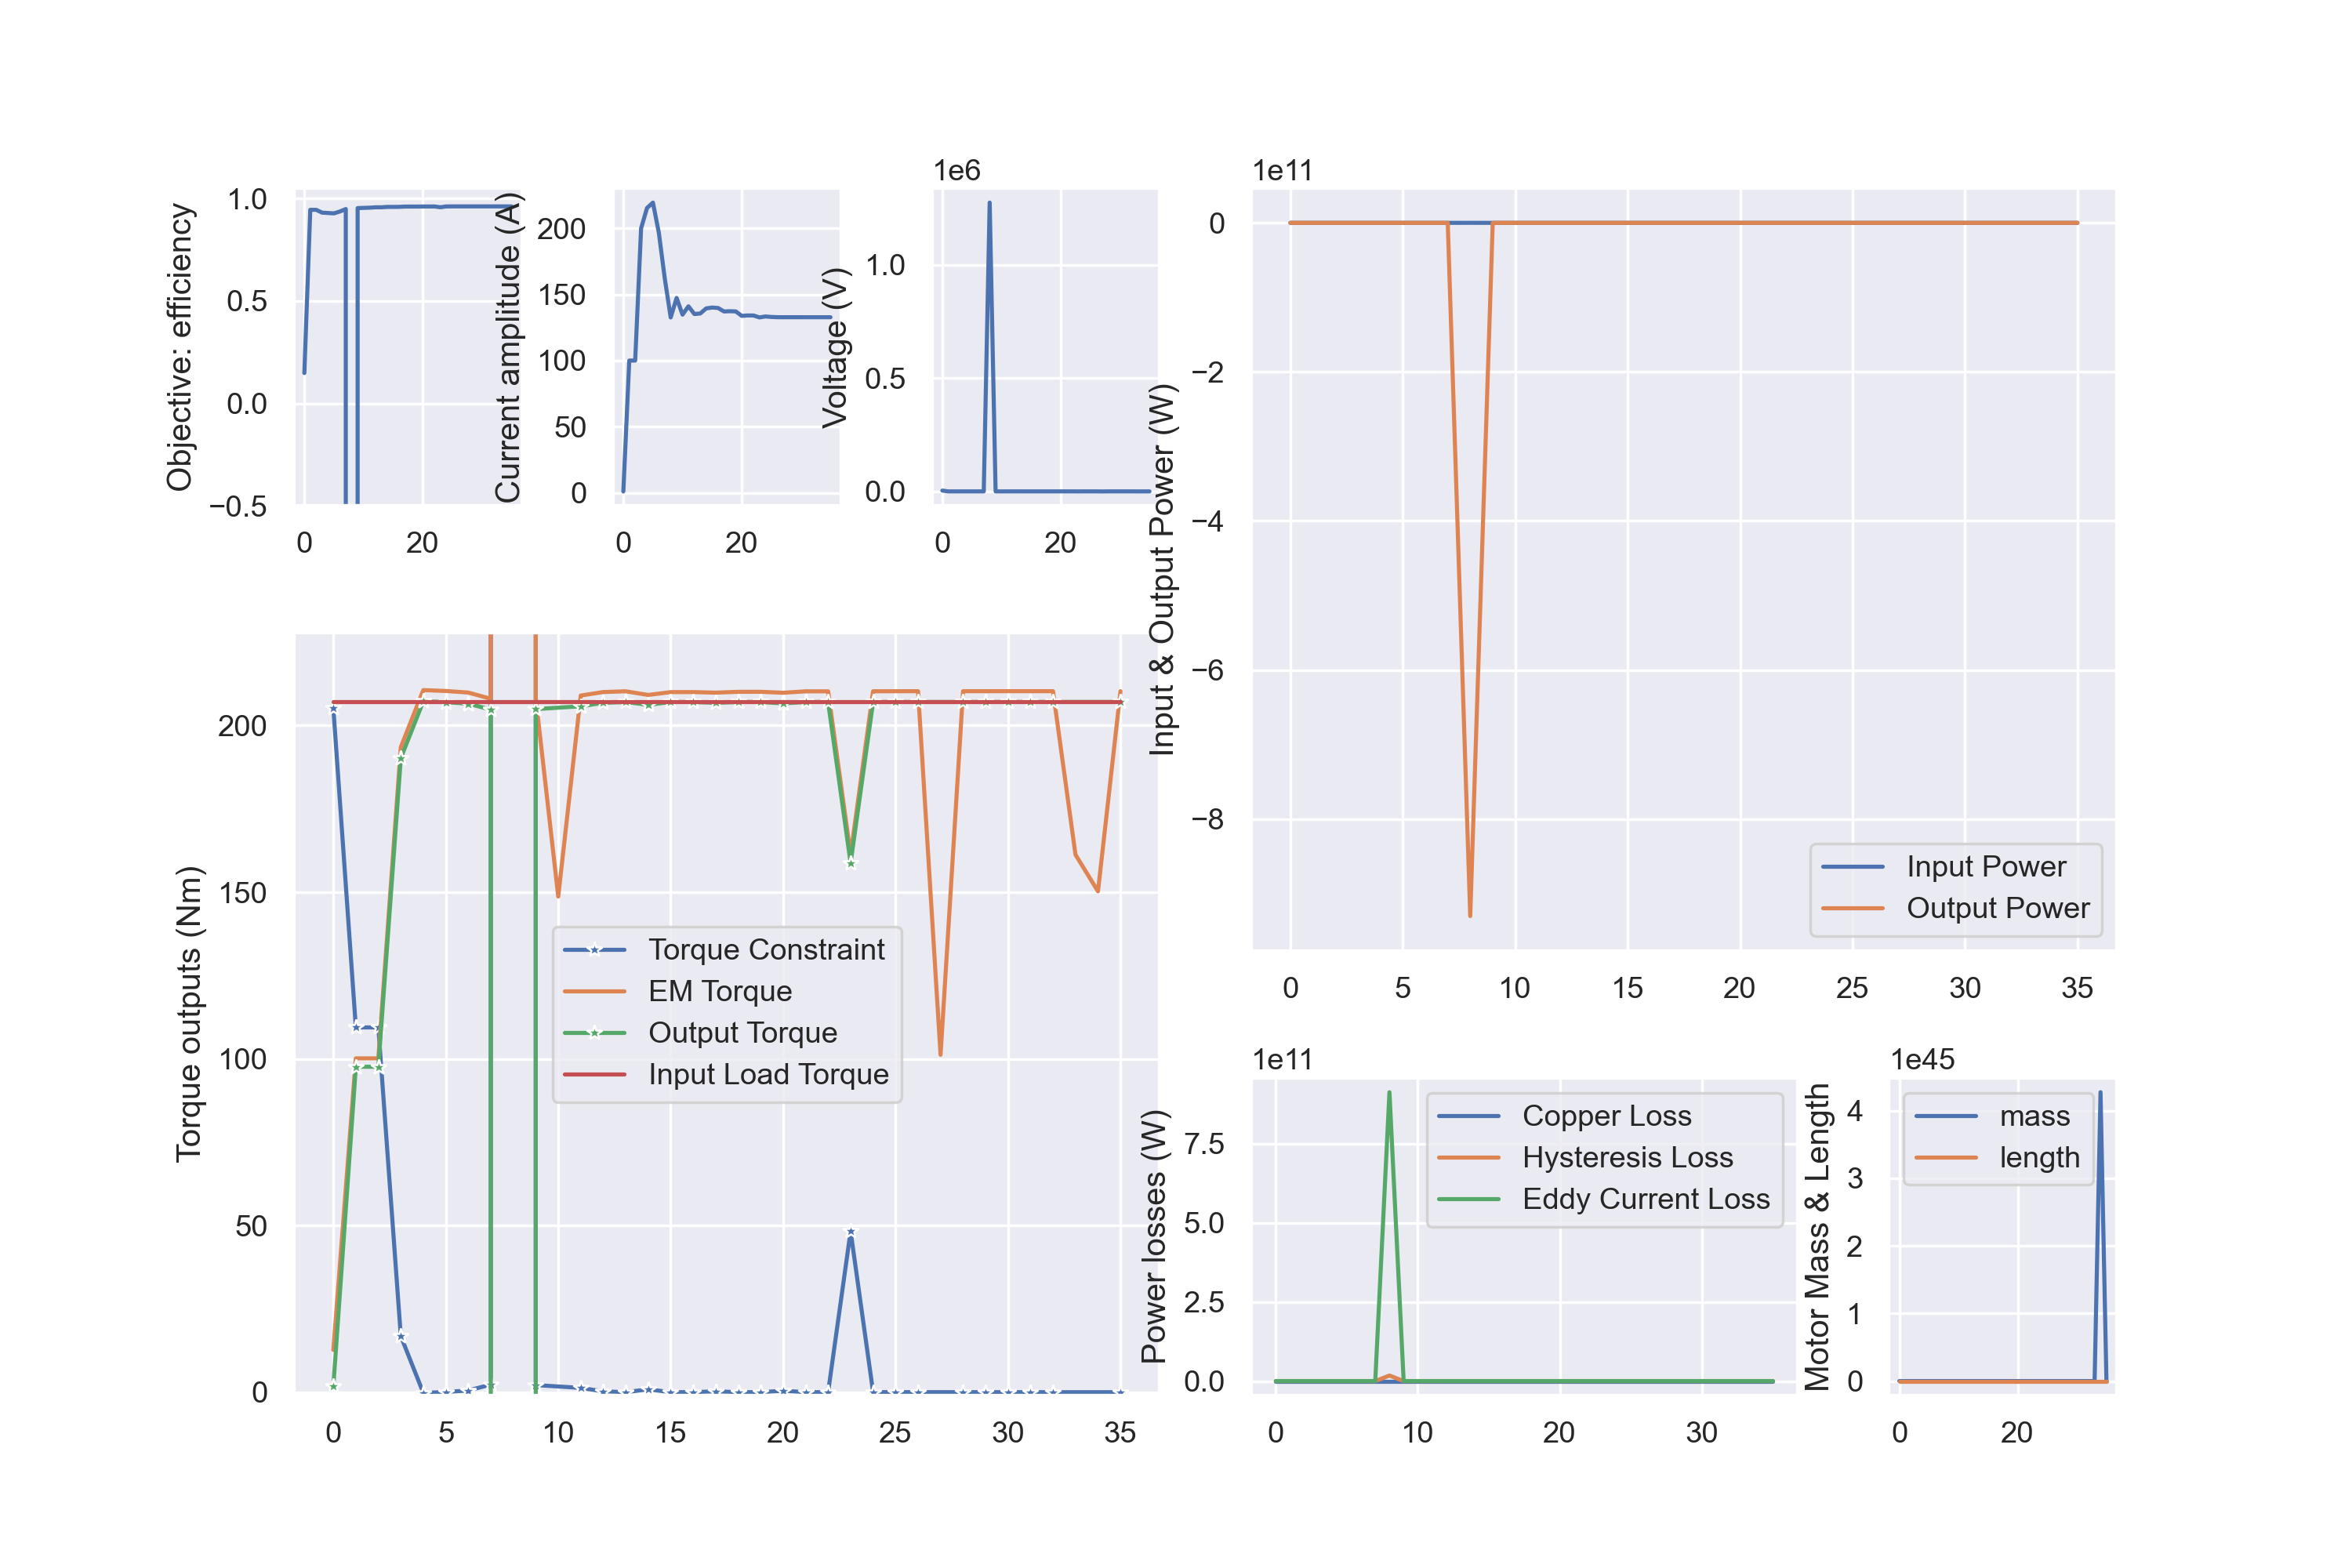 Objective: efficiency
1.0
0.5
0.0
−0.5
0 20
Current amplitude (A)
200
150
100
50
0
0 20
1e6
Voltage (V)
1.0
0.5
0.0
0 20
1e11
Input & Output Power (W)
0
−2
−4
−6
−8
0 5 10 15 20 25 30 35
Input Power
Output Power
Torque outputs (Nm)
200
150
100
50
0
0 5 10 15 20 25 30 35
Torque Constraint
EM Torque
Output Torque
Input Load Torque
1e11
Power losses (W)
7.5
5.0
2.5
0.0
0 10 20 30
Copper Loss
Hysteresis Loss
Eddy Current Loss
1e45
Motor Mass & Length
4
3
2
1
0
0 20
mass
length